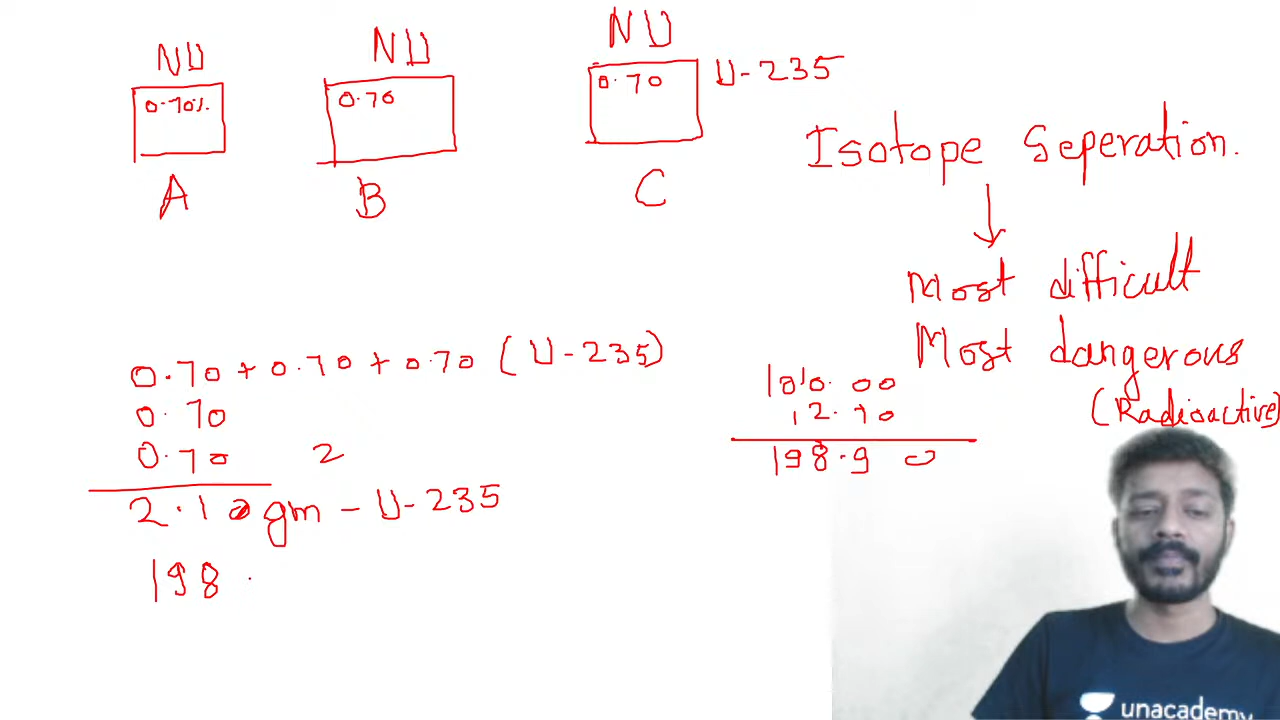 NU NU NU
0.70% 0.70 0.70 U-235
A B C
Isotope Seperation.
Most difficult
Most dangerous
(Radioactive)
0.70 + 0.70 + 0.70 (U-235)
0.70
0.70 2
2.10 gm - U-235
198.
100.00
12.10
198.90
unacademy